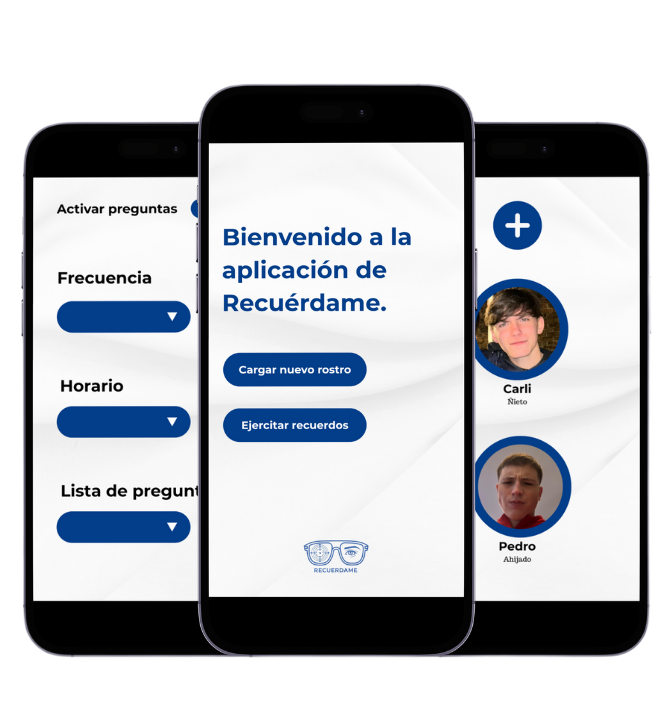 Activar preguntas
Frecuencia
Horario
Lista de pregunt
Bienvenido a la
aplicación de
Recuérdame.
Cargar nuevo rostro
Ejercitar recuerdos
RECUERDAME
Carli
Ñieto
Pedro
Ahijado